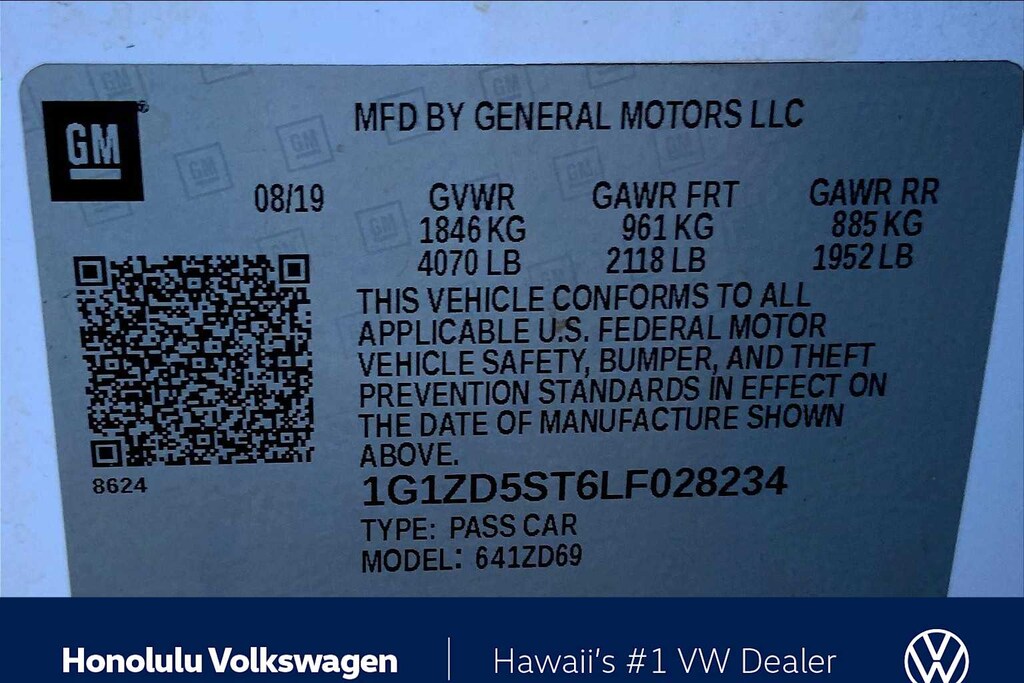 GM
MFD BY GENERAL MOTORS LLC
08/19 GVWR GAWR FRT GAWR RR
1846 KG 961 KG 885 KG
4070 LB 2118 LB 1952 LB
THIS VEHICLE CONFORMS TO ALL
APPLICABLE U.S. FEDERAL MOTOR
VEHICLE SAFETY, BUMPER, AND THEFT
PREVENTION STANDARDS IN EFFECT ON
THE DATE OF MANUFACTURE SHOWN
ABOVE.
8624
1G1ZD5ST6LF028234
TYPE: PASS CAR
MODEL: 641ZD69
Honolulu Volkswagen | Hawaii's #1 VW Dealer